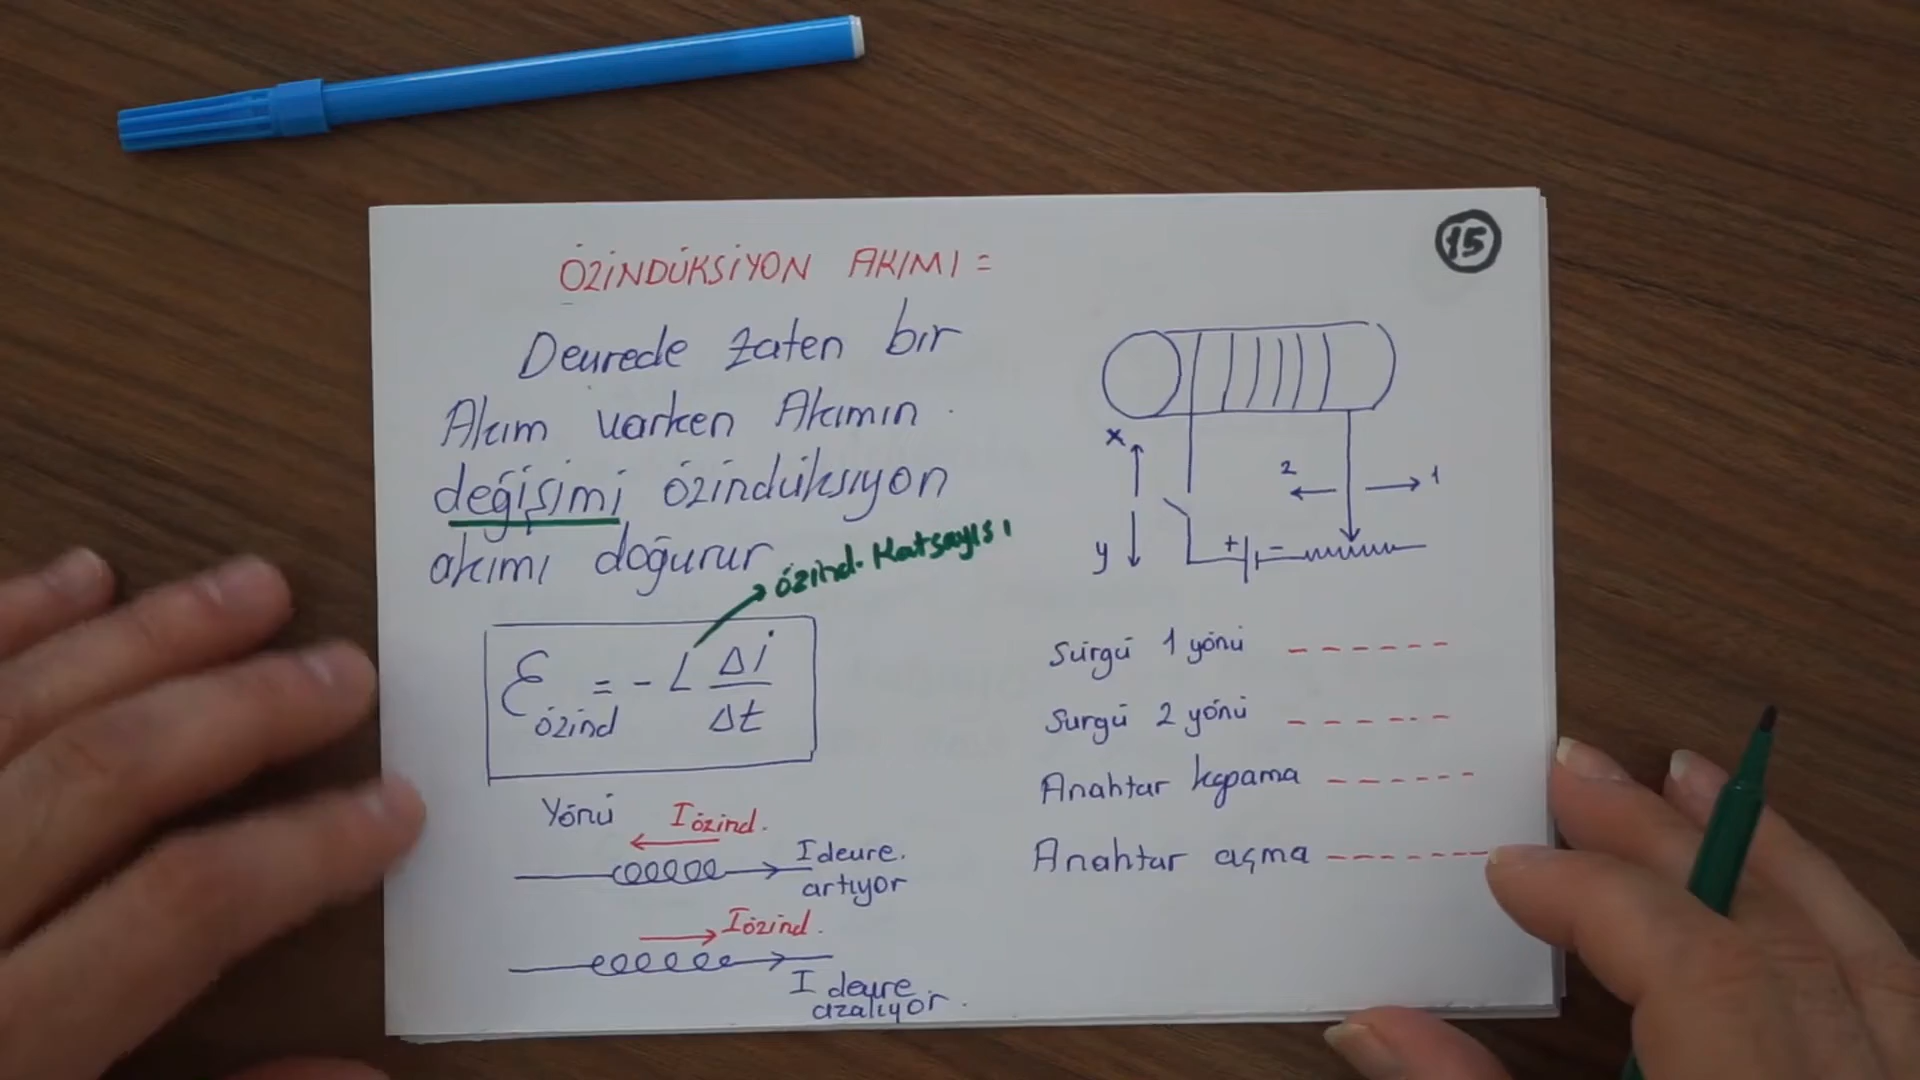 15
ÖZİNDÜKSİYON AKIMI =
Devrede zaten bir
Akım varken Akımın
değişimi özindüksiyon
akımı doğurur
özind. Katsayısı
Ɛ özind = - L Δi / Δt
Yönü
I özind.
I devre.
artıyor
I özind.
I devre
azalıyor.
x
y
2
1
+ -
Sürgü 1 yönü ------
Surgü 2 yönü ------
Anahtar kapama ------
Anahtar açma -------